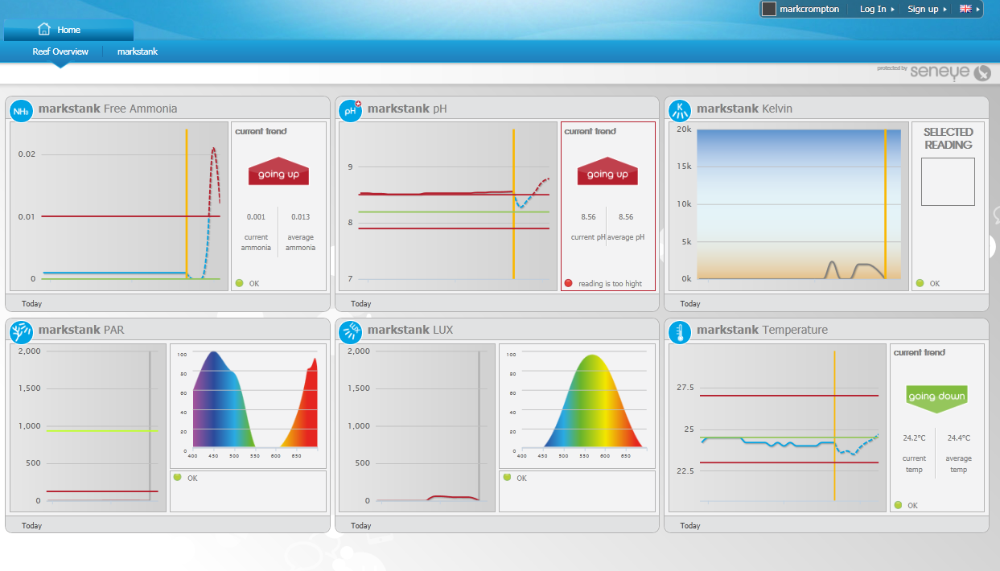 markcrompton Log In Sign up
Home
Reef Overview markstank
protected by seneye
NH₃ markstank Free Ammonia
0.02
0.01
0
current trend
going up
0.001 0.013
current ammonia average ammonia
OK
Today
pH markstank pH
9
8
7
current trend
going up
8.56 8.56
current pH average pH
reading is too hight
Today
K markstank Kelvin
20k
15k
10k
5k
0k
SELECTED
READING
OK
Today
markstank PAR
2,000
1,500
1,000
500
0
100
80
60
40
20
0
400 450 500 550 600 650
OK
Today
LUX markstank LUX
2,000
1,500
1,000
500
0
100
80
60
40
20
0
400 450 500 550 600 650
OK
Today
markstank Temperature
27.5
25
22.5
current trend
going down
24.2°C 24.4°C
current temp average temp
OK
Today